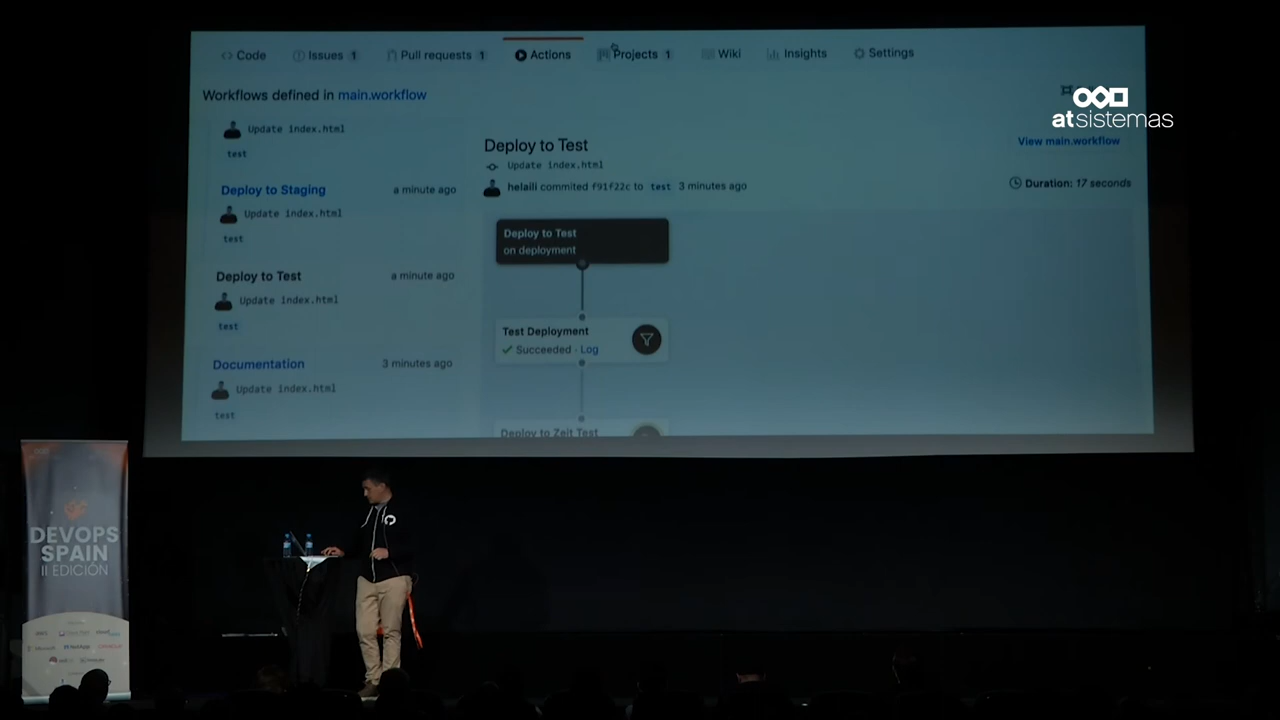 Code
Issues 1
Pull requests 1
Actions
Projects 1
Wiki
Insights
Settings
Workflows defined in main.workflow
Update index.html
test
Deploy to Staging a minute ago
Update index.html
test
Deploy to Test a minute ago
Update index.html
test
Documentation 3 minutes ago
Update index.html
test
Deploy to Test
Update index.html
helaili commited f91f22c to test 3 minutes ago
View main.workflow
Duration: 17 seconds
Deploy to Test
on deployment
Test Deployment
Succeeded - Log
Deploy to Zeit Test
atsistemas
DEVOPS
SPAIN
II EDICIÓN
Microsoft
NetApp